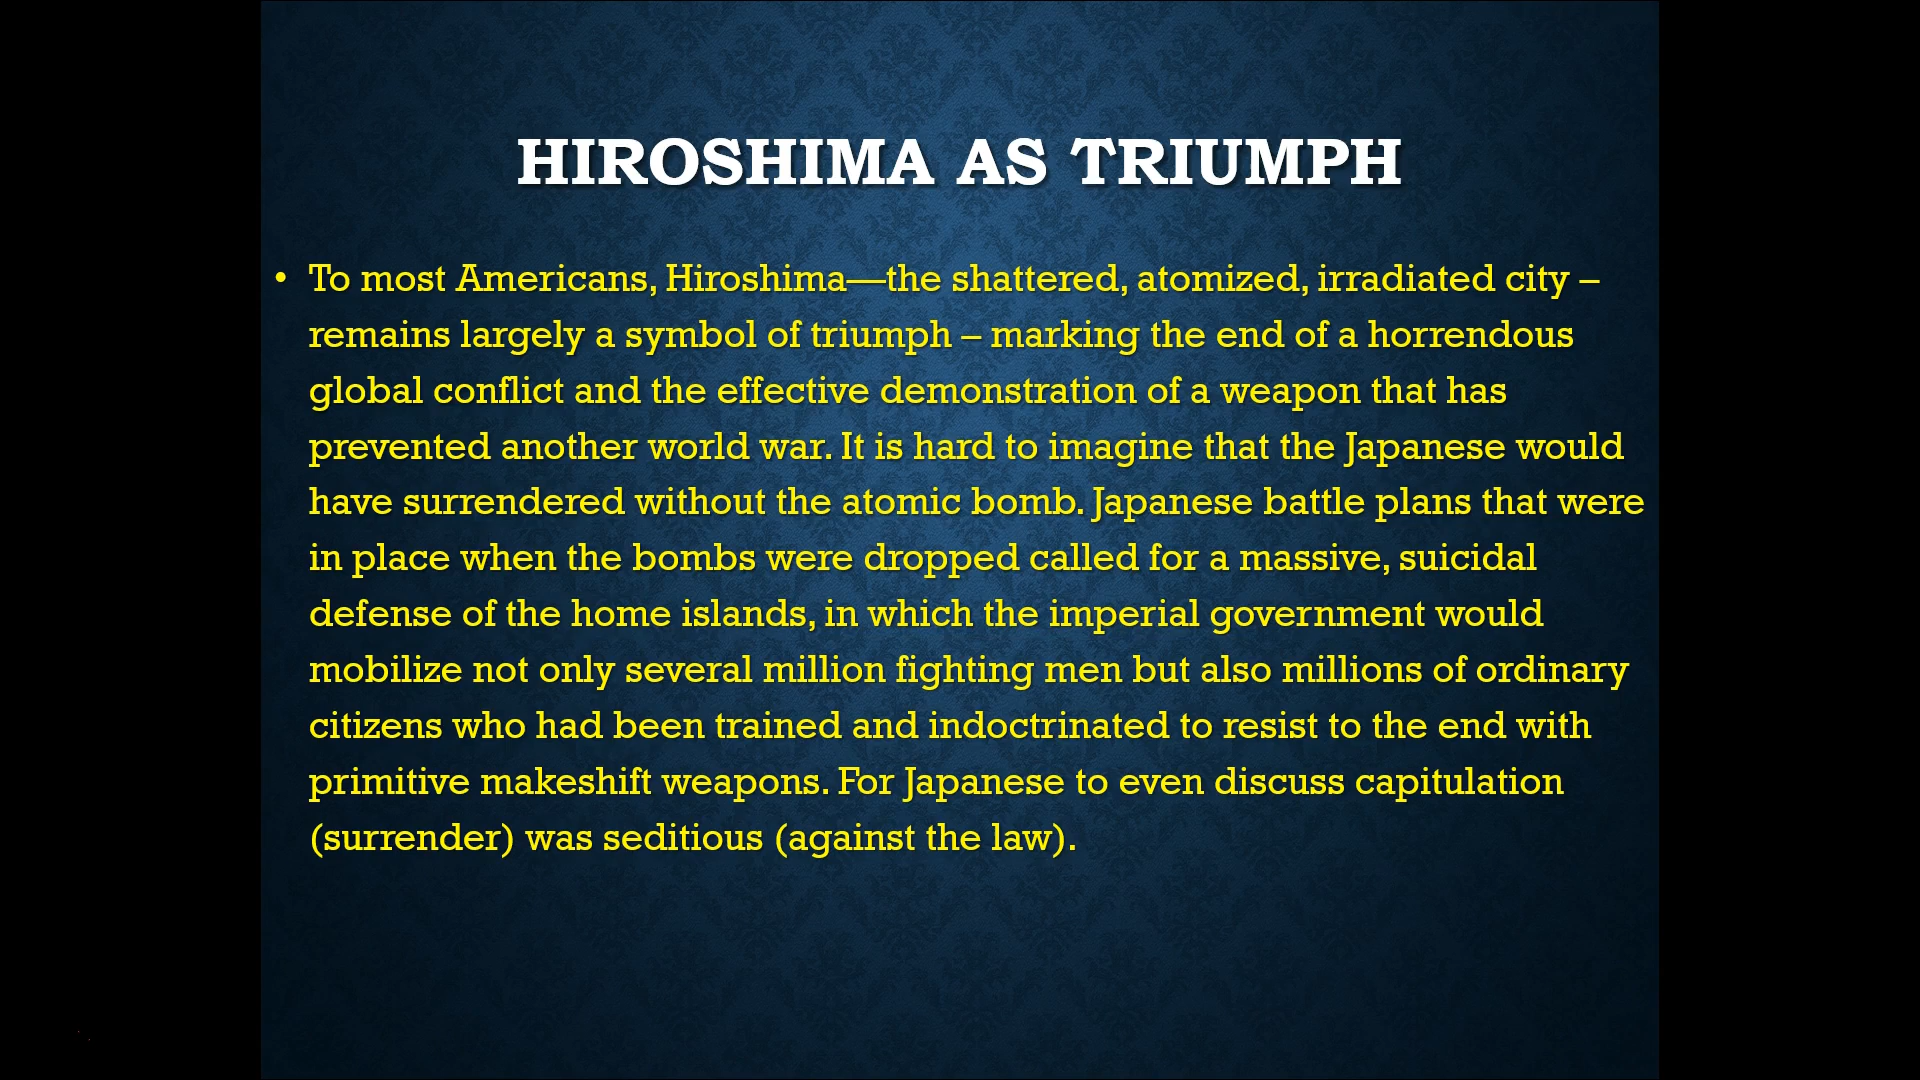 HIROSHIMA AS TRIUMPH
• To most Americans, Hiroshima—the shattered, atomized, irradiated city –
remains largely a symbol of triumph – marking the end of a horrendous
global conflict and the effective demonstration of a weapon that has
prevented another world war. It is hard to imagine that the Japanese would
have surrendered without the atomic bomb. Japanese battle plans that were
in place when the bombs were dropped called for a massive, suicidal
defense of the home islands, in which the imperial government would
mobilize not only several million fighting men but also millions of ordinary
citizens who had been trained and indoctrinated to resist to the end with
primitive makeshift weapons. For Japanese to even discuss capitulation
(surrender) was seditious (against the law).